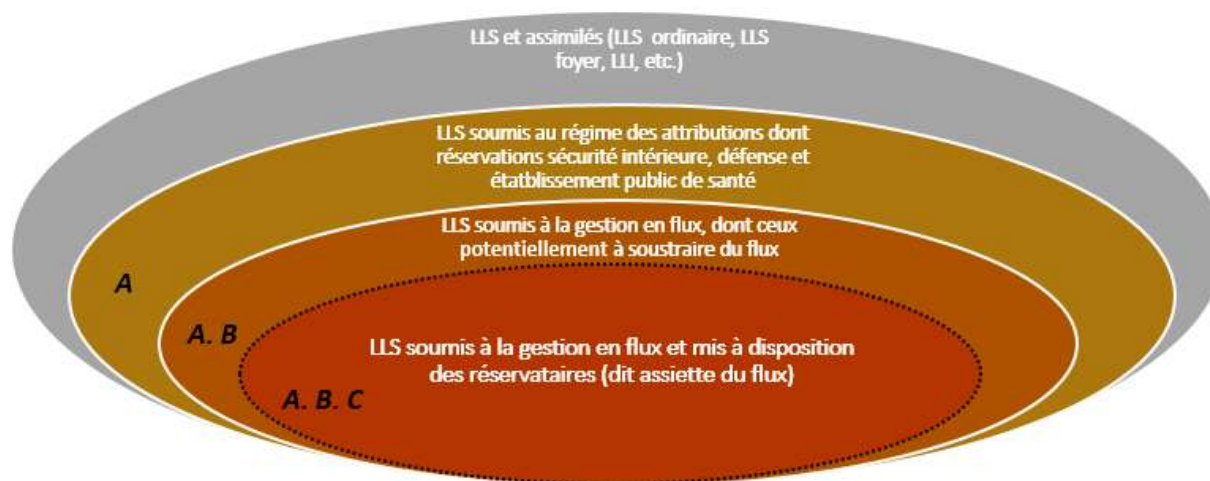 LLS et assimilés (LLS ordinaire, LLS
foyer, LLI, etc.)
LLS soumis au régime des attributions dont
réservations sécurité intérieure, défense et
étatblissement public de santé
LLS soumis à la gestion en flux, dont ceux
potentiellement à soustraire du flux
A
A. B
LLS soumis à la gestion en flux et mis à disposition
des réservataires (dit assiette du flux)
A. B. C